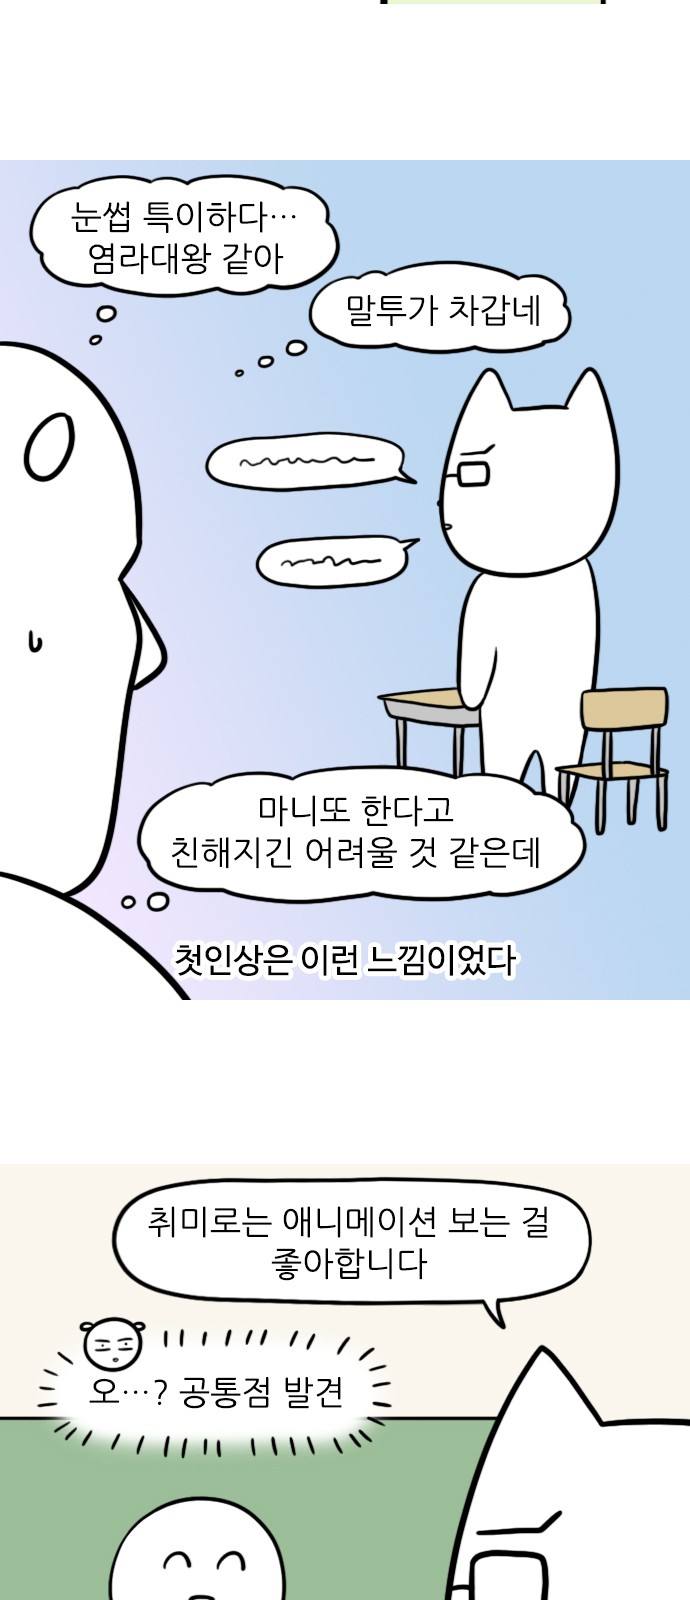 눈썹 특이하다…
염라대왕 같아
말투가 차갑네
마니또 한다고
친해지긴 어려울 것 같은데
첫인상은 이런 느낌이었다
취미로는 애니메이션 보는 걸
좋아합니다
오…? 공통점 발견